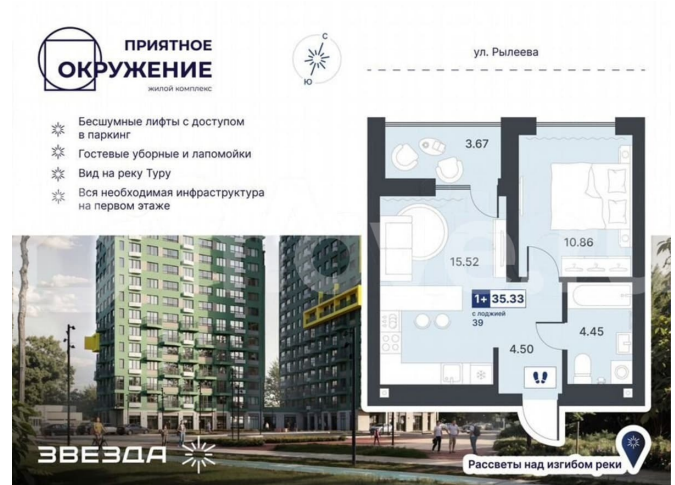 ПРИЯТНОЕ
ОКРУЖЕНИЕ
ЖИЛОЙ КОМПЛЕКС
С
Ю
ул. Рылеева
Бесшумные лифты с доступом
в паркинг
Гостевые уборные и лапомойки
Вид на реку Туру
Вся необходимая инфраструктура
на первом этаже
3.67
10.86
15.52
1+ 35.33
с лоджией
39
4.45
4.50
ЗВЕЗДА
Рассветы над изгибом реки